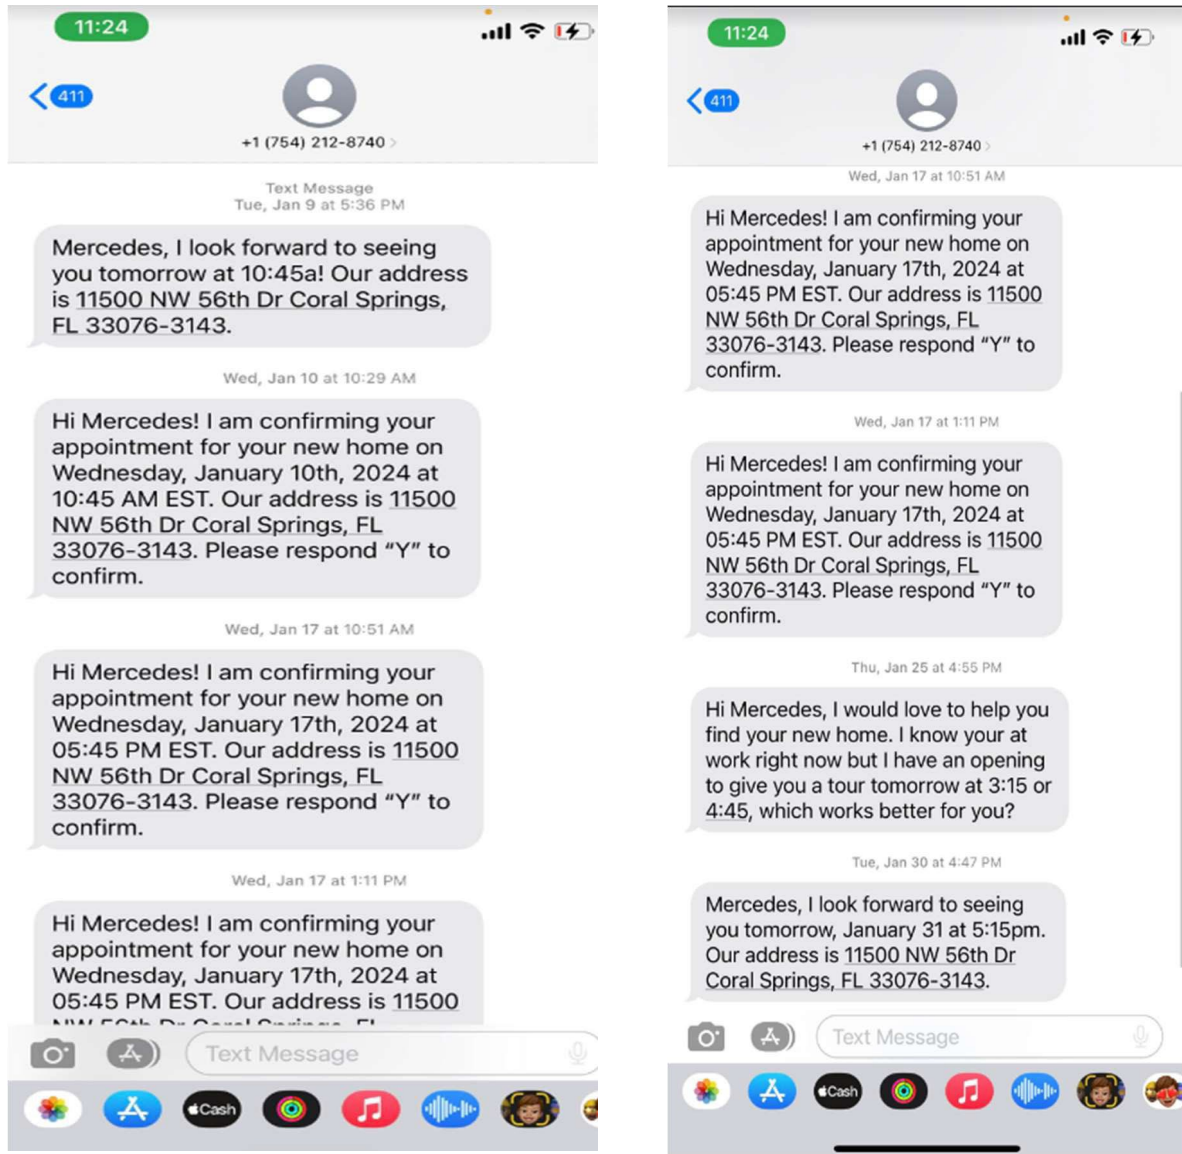 11:24
411
+1 (754) 212-8740
Text Message
Tue, Jan 9 at 5:36 PM
Mercedes, I look forward to seeing
you tomorrow at 10:45a! Our address
is 11500 NW 56th Dr Coral Springs,
FL 33076-3143.
Wed, Jan 10 at 10:29 AM
Hi Mercedes! I am confirming your
appointment for your new home on
Wednesday, January 10th, 2024 at
10:45 AM EST. Our address is 11500
NW 56th Dr Coral Springs, FL
33076-3143. Please respond “Y” to
confirm.
Wed, Jan 17 at 10:51 AM
Hi Mercedes! I am confirming your
appointment for your new home on
Wednesday, January 17th, 2024 at
05:45 PM EST. Our address is 11500
NW 56th Dr Coral Springs, FL
33076-3143. Please respond “Y” to
confirm.
Wed, Jan 17 at 1:11 PM
Hi Mercedes! I am confirming your
appointment for your new home on
Wednesday, January 17th, 2024 at
05:45 PM EST. Our address is 11500
NW 56th Dr Coral Springs, FL
Text Message
Cash
11:24
411
+1 (754) 212-8740
Wed, Jan 17 at 10:51 AM
Hi Mercedes! I am confirming your
appointment for your new home on
Wednesday, January 17th, 2024 at
05:45 PM EST. Our address is 11500
NW 56th Dr Coral Springs, FL
33076-3143. Please respond “Y” to
confirm.
Wed, Jan 17 at 1:11 PM
Hi Mercedes! I am confirming your
appointment for your new home on
Wednesday, January 17th, 2024 at
05:45 PM EST. Our address is 11500
NW 56th Dr Coral Springs, FL
33076-3143. Please respond “Y” to
confirm.
Thu, Jan 25 at 4:55 PM
Hi Mercedes, I would love to help you
find your new home. I know your at
work right now but I have an opening
to give you a tour tomorrow at 3:15 or
4:45, which works better for you?
Tue, Jan 30 at 4:47 PM
Mercedes, I look forward to seeing
you tomorrow, January 31 at 5:15pm.
Our address is 11500 NW 56th Dr
Coral Springs, FL 33076-3143.
Text Message
Cash